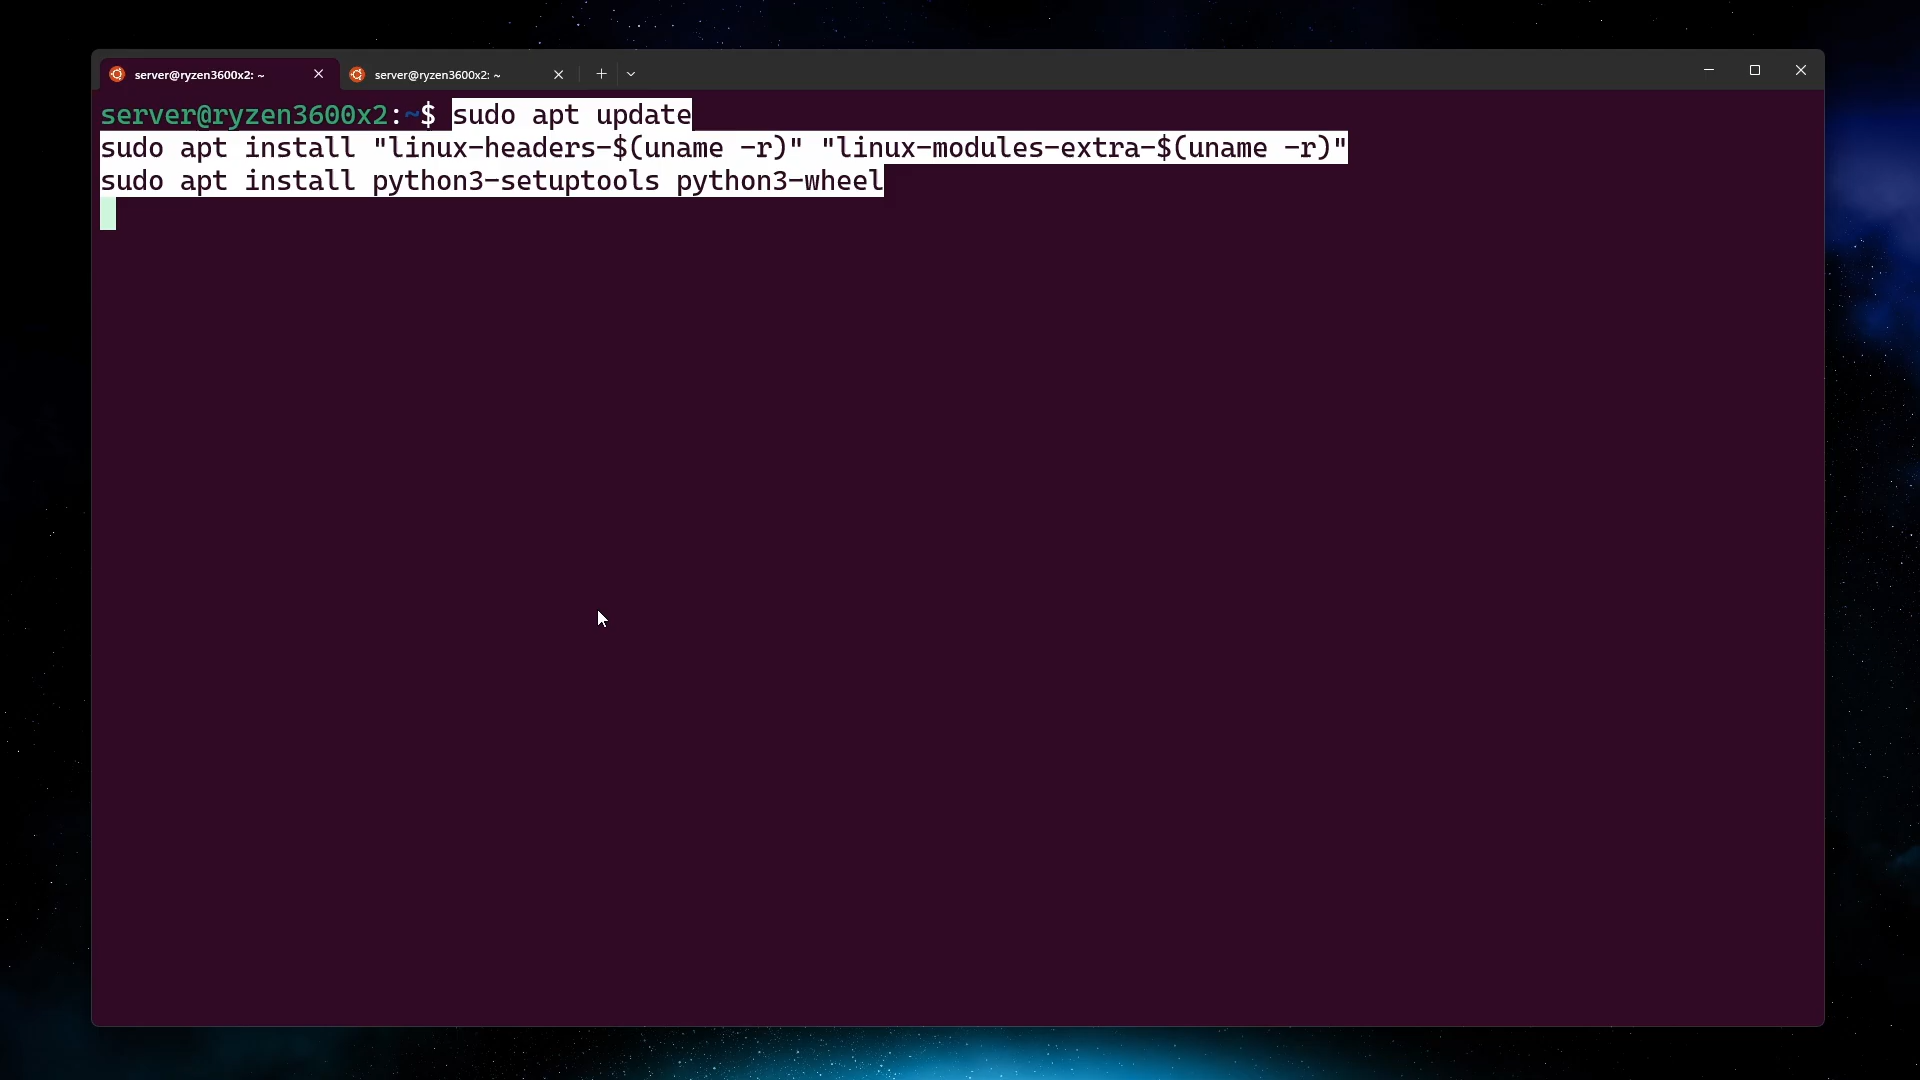 server@ryzen3600x2: ~
server@ryzen3600x2: ~
server@ryzen3600x2:~$ sudo apt update
sudo apt install "linux-headers-$(uname -r)" "linux-modules-extra-$(uname -r)"
sudo apt install python3-setuptools python3-wheel